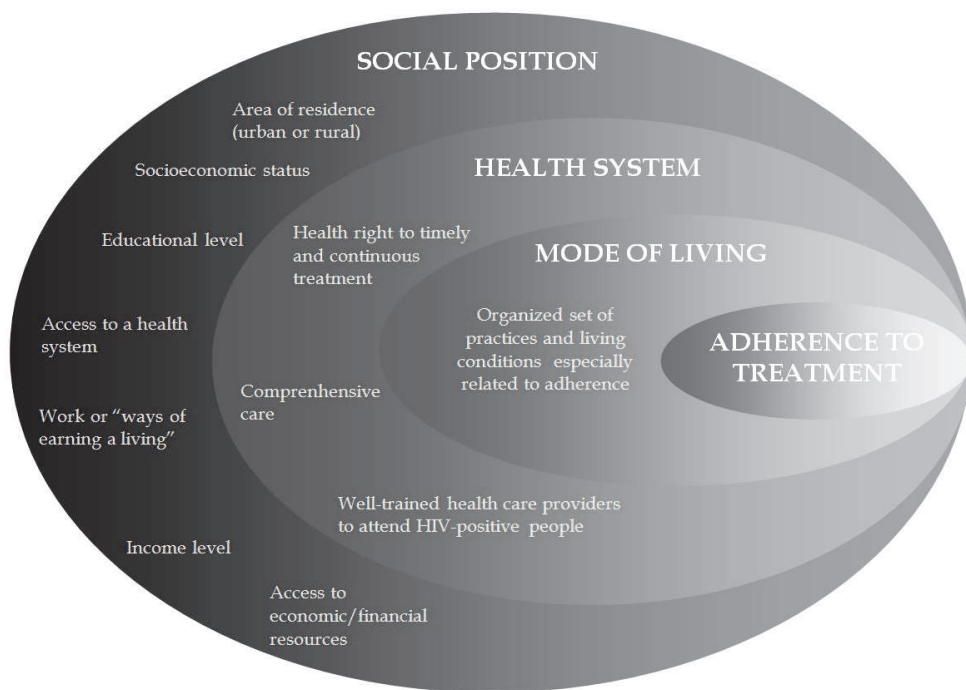 SOCIAL POSITION
Area of residence
(urban or rural)
Socioeconomic status
HEALTH SYSTEM
Educational level
Health right to timely
and continuous
treatment
MODE OF LIVING
Access to a health
system
Organized set of
practices and living
conditions especially
related to adherence
ADHERENCE TO
TREATMENT
Comprenhensive
care
Work or “ways of
earning a living”
Well-trained health care providers
to attend HIV-positive people
Income level
Access to
economic/financial
resources